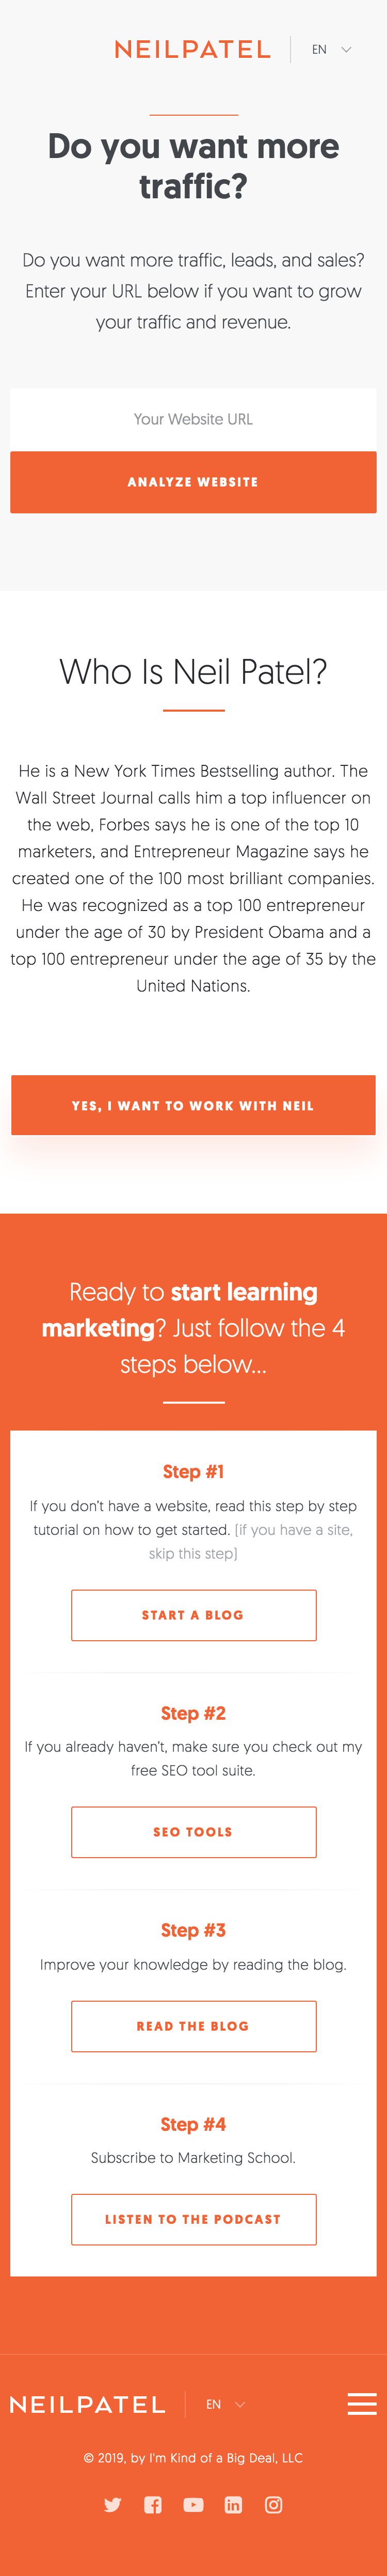 NEILPATEL
EN
Do you want more
traffic?
Do you want more traffic, leads, and sales?
Enter your URL below if you want to grow
your traffic and revenue.
Your Website URL
ANALYZE WEBSITE
Who Is Neil Patel?
He is a New York Times Bestselling author. The
Wall Street Journal calls him a top influencer on
the web, Forbes says he is one of the top 10
marketers, and Entrepreneur Magazine says he
created one of the 100 most brilliant companies.
He was recognized as a top 100 entrepreneur
under the age of 30 by President Obama and a
top 100 entrepreneur under the age of 35 by the
United Nations.
YES, I WANT TO WORK WITH NEIL
Ready to start learning
marketing? Just follow the 4
steps below...
Step #1
If you don't have a website, read this step by step
tutorial on how to get started. (if you have a site,
skip this step)
START A BLOG
Step #2
If you already haven't, make sure you check out my
free SEO tool suite.
SEO TOOLS
Step #3
Improve your knowledge by reading the blog.
READ THE BLOG
Step #4
Subscribe to Marketing School.
LISTEN TO THE PODCAST
NEILPATEL
EN
© 2019, by I'm Kind of a Big Deal, LLC